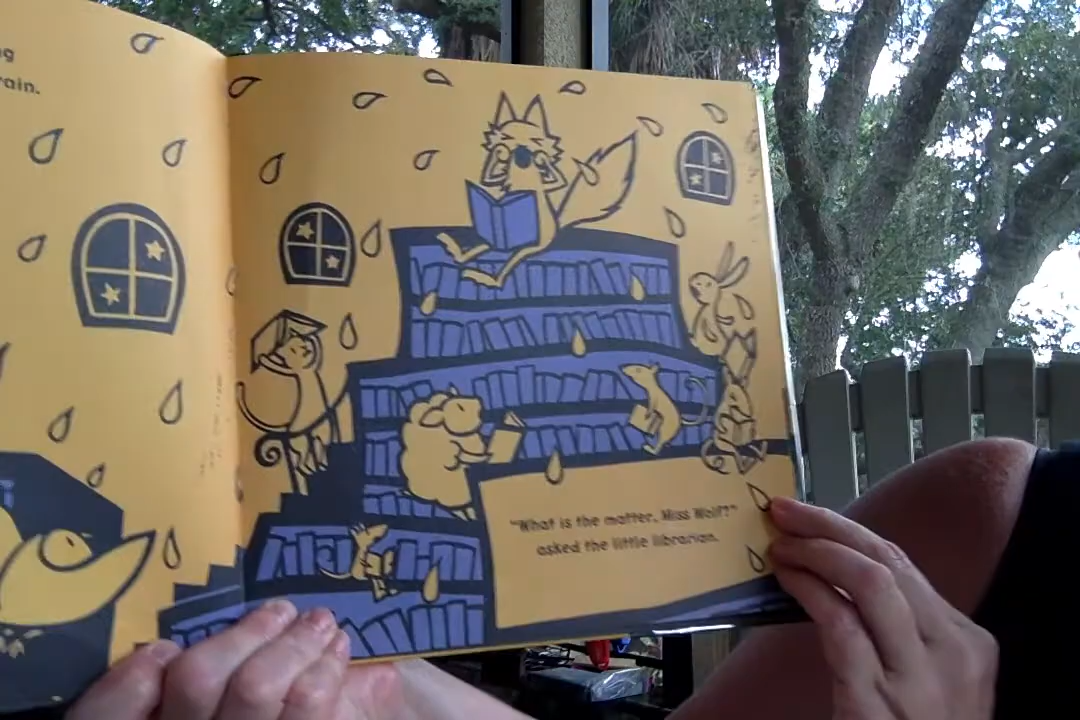 rain.
"What is the matter, Miss Wolf?"
asked the little librarian.